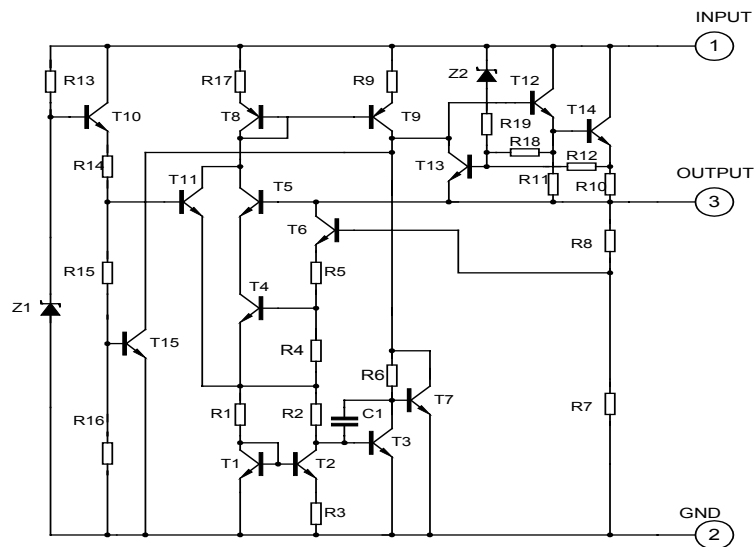 INPUT
1
R13
R17
R9
Z2
T12
T10
T8
T9
T14
R19
R18
R14
T13
R12
T11
R11
R10
OUTPUT
3
T5
T6
R8
R15
R5
Z1
T4
T15
R4
R6
T7
R7
R16
R1
R2
C1
T3
T1
T2
R3
GND
2